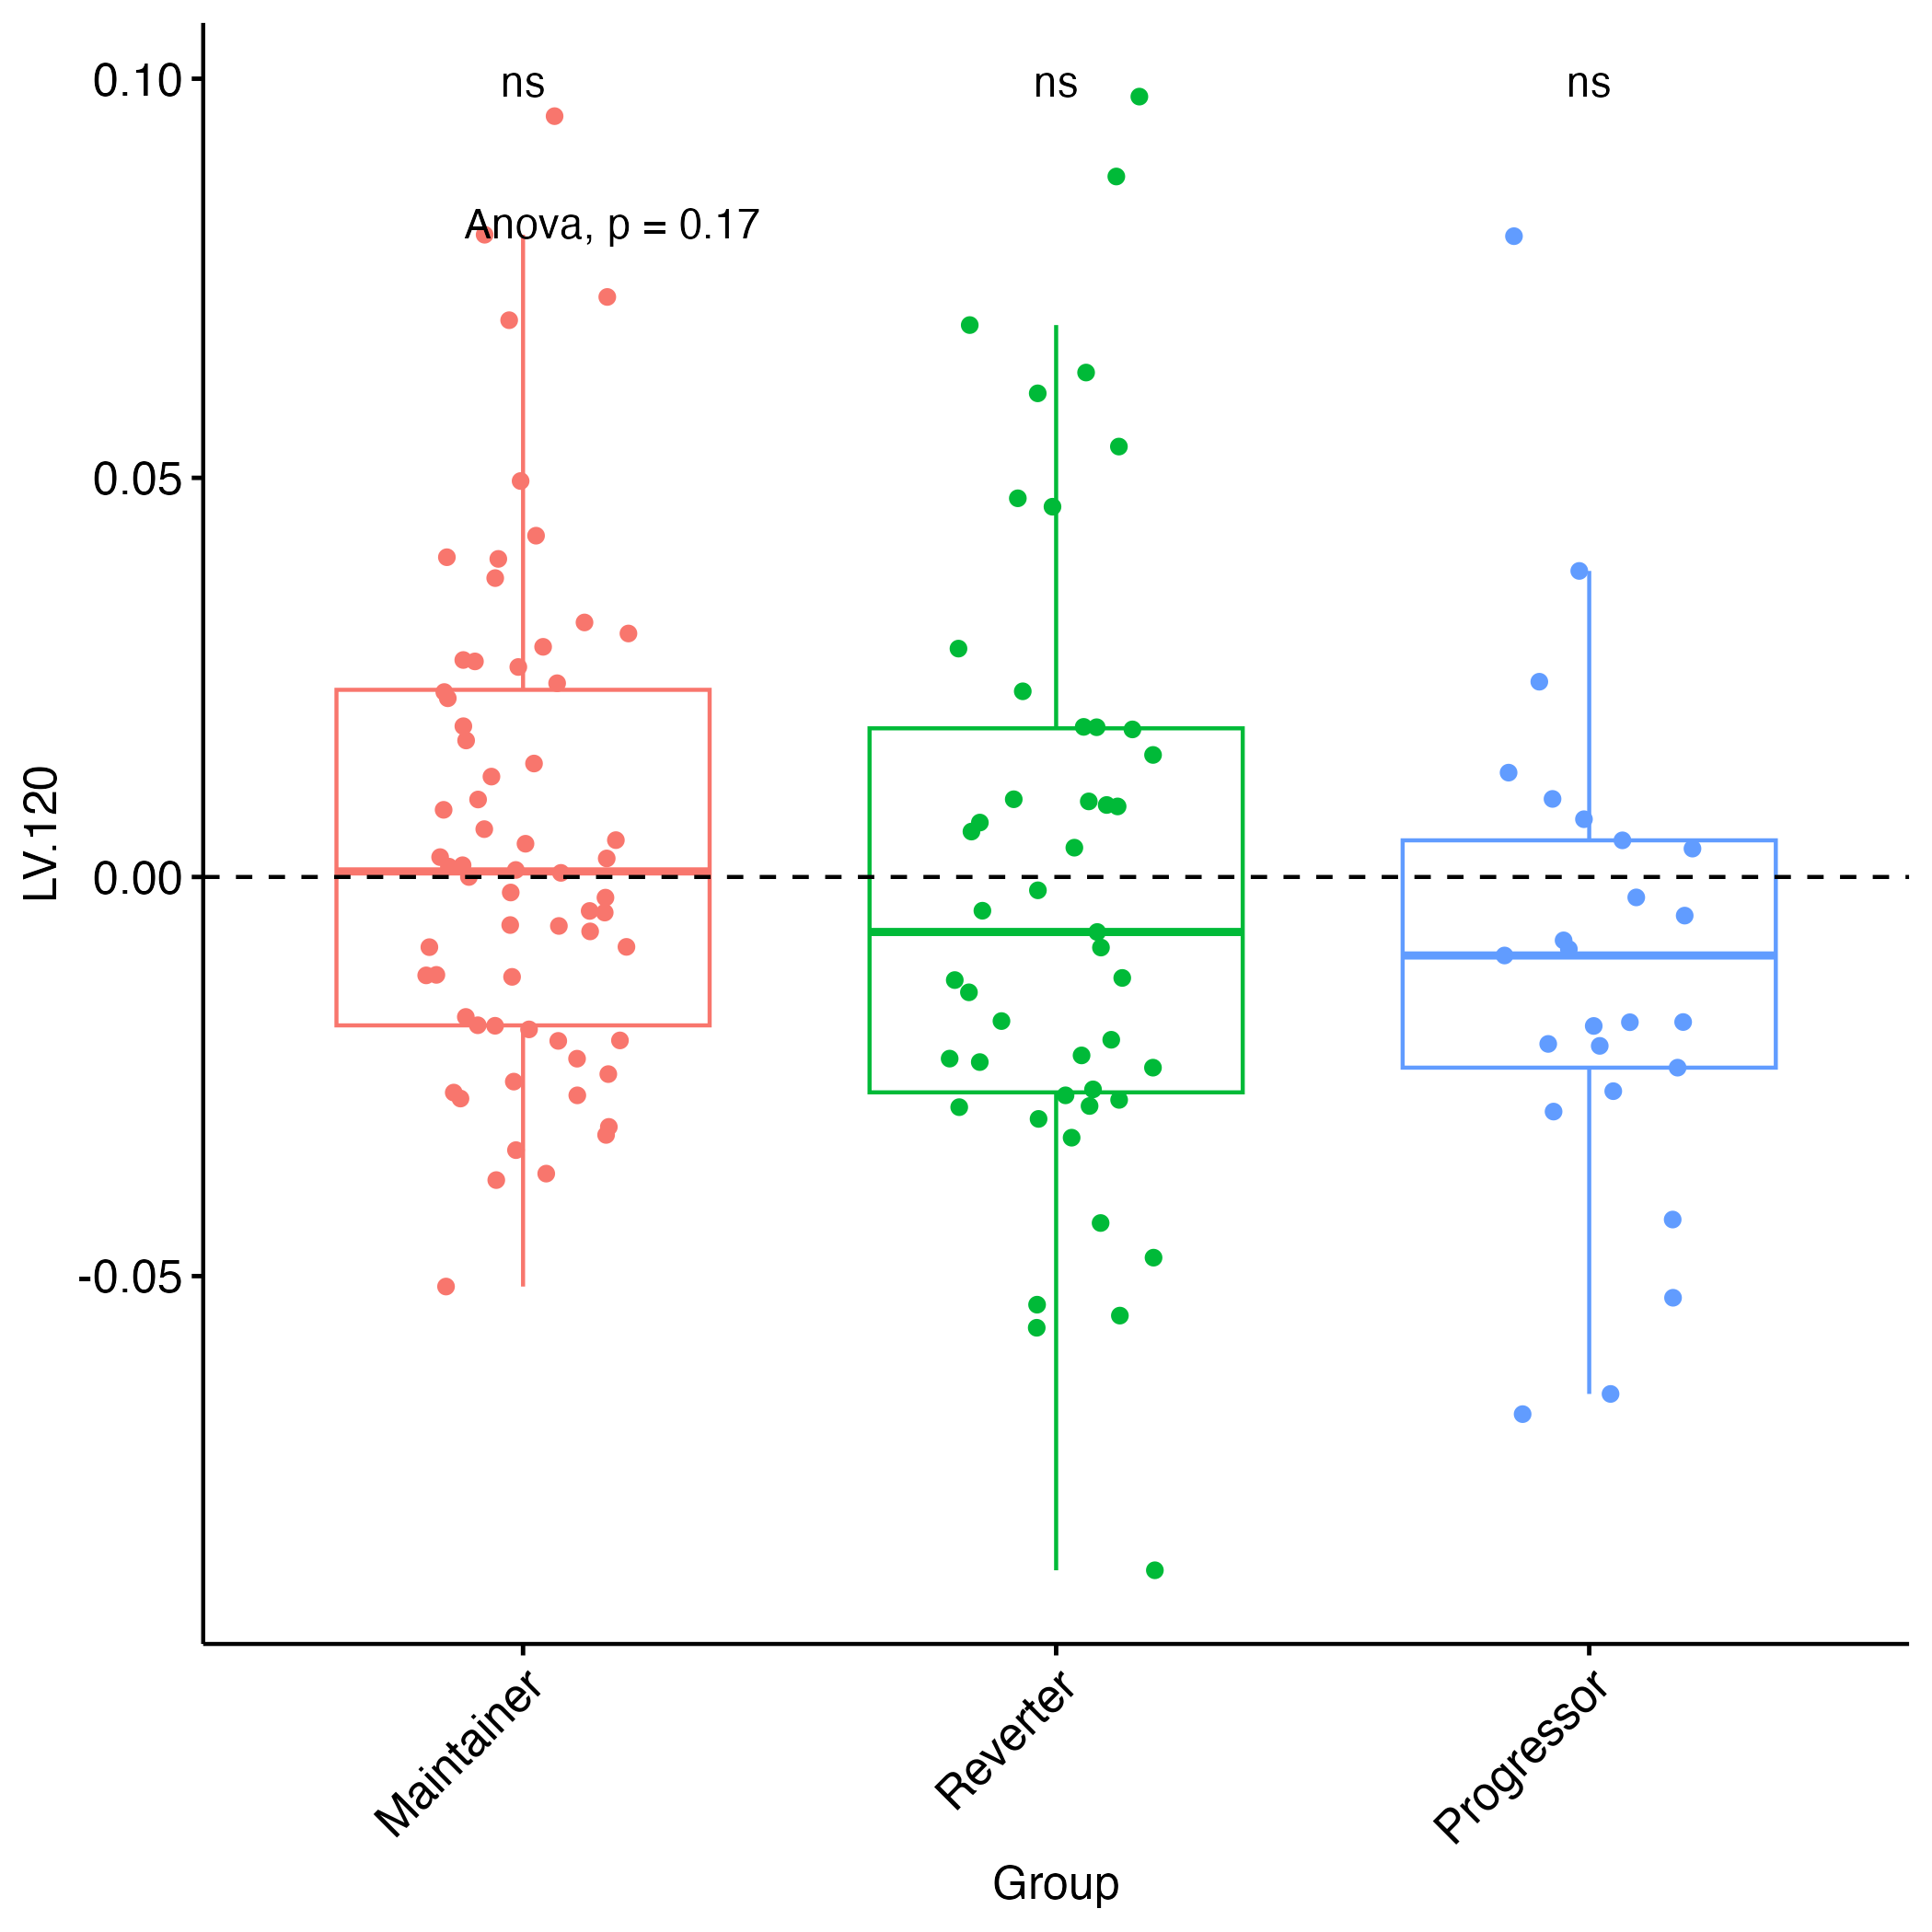 ns
ns
ns
Anova, p = 0.17
0.10
0.05
0.00
-0.05
LV.120
Maintainer
Reverter
Progressor
Group